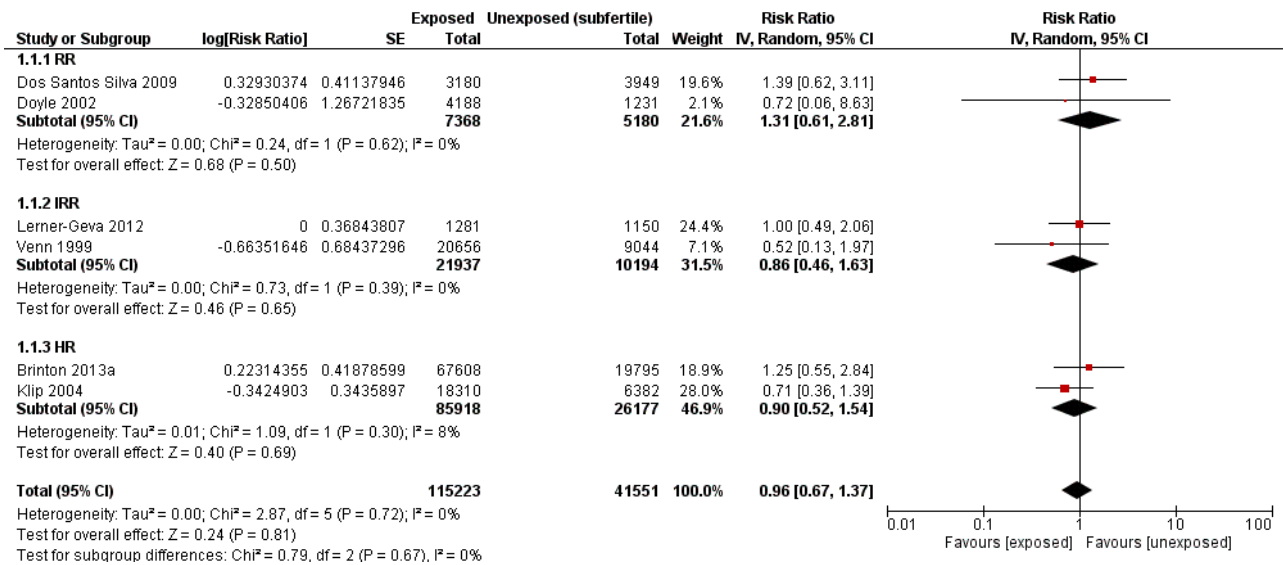 Exposed Unexposed (subfertile) Risk Ratio Risk Ratio
Study or Subgroup log[Risk Ratio] SE Total Total Weight IV, Random, 95% CI IV, Random, 95% CI
1.1.1 RR
Dos Santos Silva 2009 0.32930374 0.41137946 3180 3949 19.6% 1.39 [0.62, 3.11]
Doyle 2002 -0.32850406 1.26721835 4188 1231 2.1% 0.72 [0.06, 8.63]
Subtotal (95% CI) 7368 5180 21.6% 1.31 [0.61, 2.81]
Heterogeneity: Tau² = 0.00; Chi² = 0.24, df = 1 (P = 0.62); I² = 0%
Test for overall effect: Z = 0.68 (P = 0.50)
1.1.2 IRR
Lerner-Geva 2012 0 0.36843807 1281 1150 24.4% 1.00 [0.49, 2.06]
Venn 1999 -0.66351646 0.68437296 20656 9044 7.1% 0.52 [0.13, 1.97]
Subtotal (95% CI) 21937 10194 31.5% 0.86 [0.46, 1.63]
Heterogeneity: Tau² = 0.00; Chi² = 0.73, df = 1 (P = 0.39); I² = 0%
Test for overall effect: Z = 0.46 (P = 0.65)
1.1.3 HR
Brinton 2013a 0.22314355 0.41878599 67608 19795 18.9% 1.25 [0.55, 2.84]
Klip 2004 -0.3424903 0.3435897 18310 6382 28.0% 0.71 [0.36, 1.39]
Subtotal (95% CI) 85918 26177 46.9% 0.90 [0.52, 1.54]
Heterogeneity: Tau² = 0.01; Chi² = 1.09, df = 1 (P = 0.30); I² = 8%
Test for overall effect: Z = 0.40 (P = 0.69)
Total (95% CI) 115223 41551 100.0% 0.96 [0.67, 1.37]
Heterogeneity: Tau² = 0.00; Chi² = 2.87, df = 5 (P = 0.72); I² = 0%
Test for overall effect: Z = 0.24 (P = 0.81)
Test for subgroup differences: Chi² = 0.79, df = 2 (P = 0.67), I² = 0%
0.01 0.1 1 10 100
Favours [exposed] Favours [unexposed]